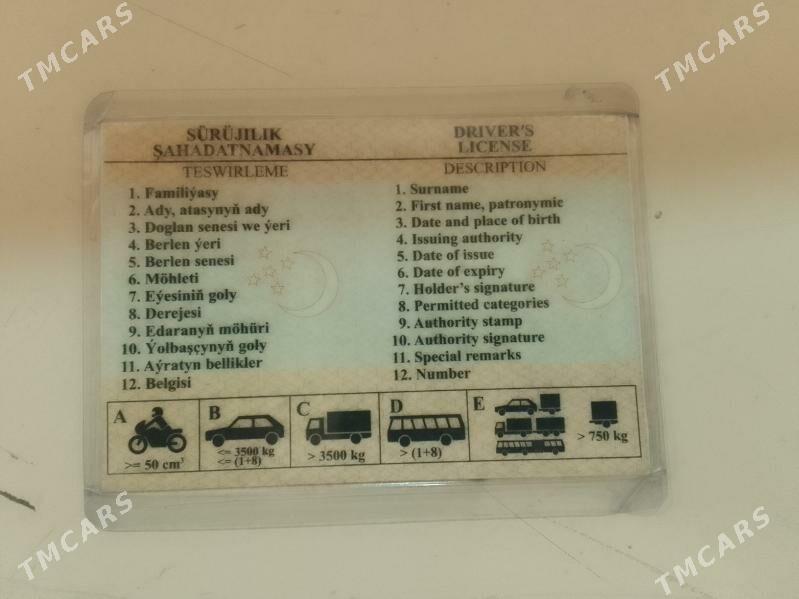 TMCARS
TMCARS
SÜRÜJILIK
ŞAHADATNAMASY
TESWIRLEME
1. Familiýasy
2. Ady, atasynyň ady
3. Doglan senesi we ýeri
4. Berlen ýeri
5. Berlen senesi
6. Möhleti
7. Eýesiniň goly
8. Derejesi
9. Edaranyň möhüri
10. Ýolbaşçynyň goly
11. Aýratyn bellikler
12. Belgisi
DRIVER'S
LICENSE
DESCRIPTION
1. Surname
2. First name, patronymic
3. Date and place of birth
4. Issuing authority
5. Date of issue
6. Date of expiry
7. Holder's signature
8. Permitted categories
9. Authority stamp
10. Authority signature
11. Special remarks
12. Number
A
>= 50 cm³
B
<= 3500 kg
<= (1+8)
C
> 3500 kg
D
> (1+8)
E
> 750 kg
TMCARS
TMCARS